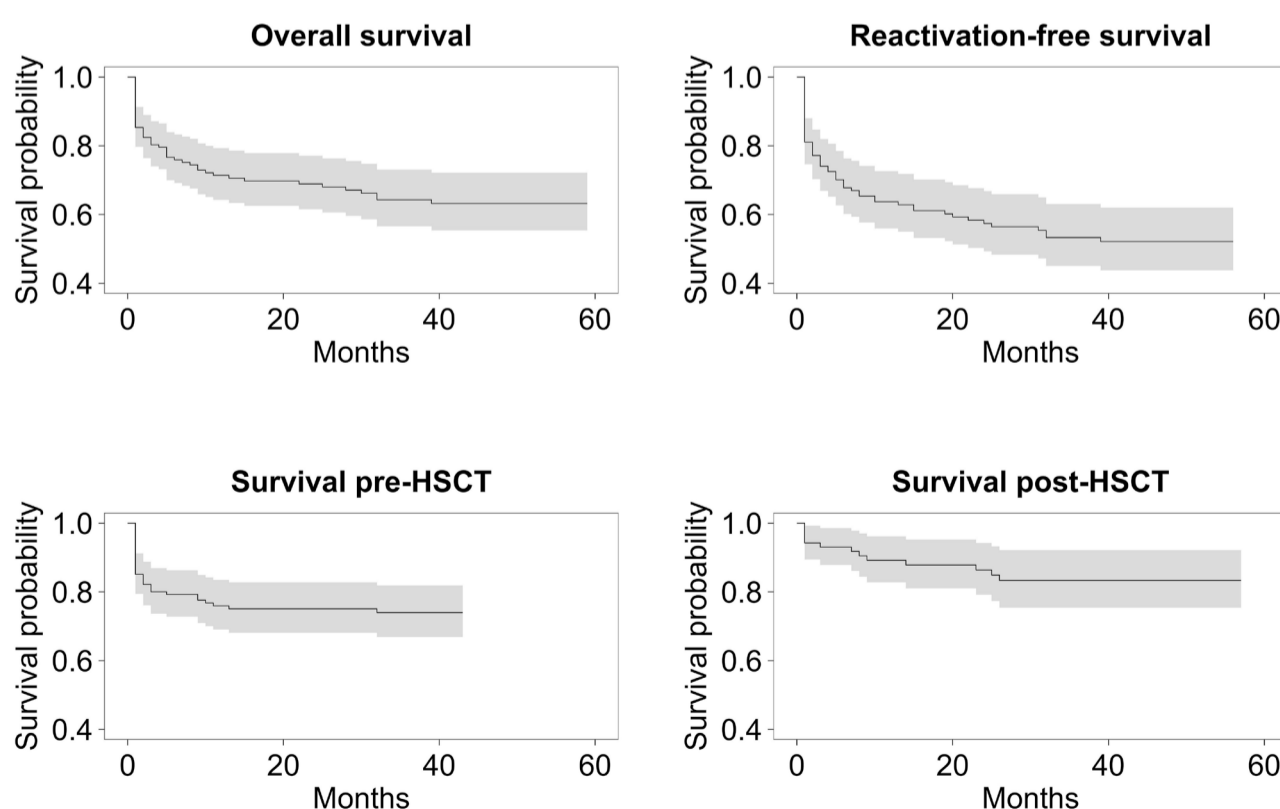 Overall survival
Survival probability
1.0
0.8
0.6
0.4
0 20 40 60
Months
Reactivation-free survival
Survival probability
1.0
0.8
0.6
0.4
0 20 40 60
Months
Survival pre-HSCT
Survival probability
1.0
0.8
0.6
0.4
0 20 40 60
Months
Survival post-HSCT
Survival probability
1.0
0.8
0.6
0.4
0 20 40 60
Months